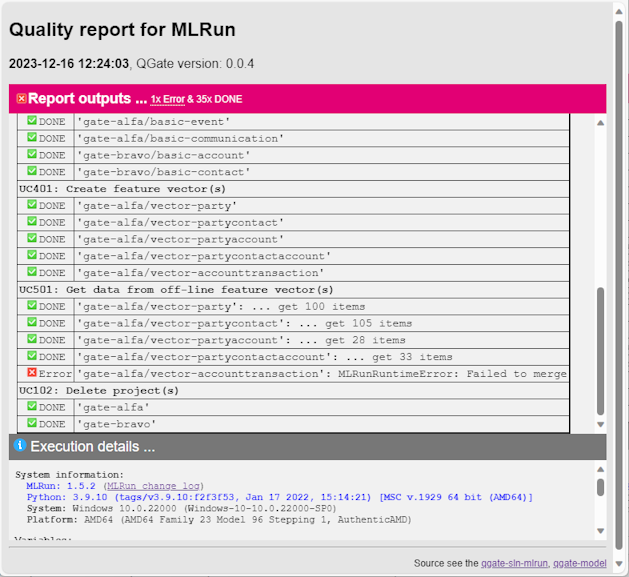 Quality report for MLRun
2023-12-16 12:24:03, QGate version: 0.0.4
Report outputs ... 1x Error & 35x DONE
DONE 'gate-alfa/basic-event'
DONE 'gate-alfa/basic-communication'
DONE 'gate-bravo/basic-account'
DONE 'gate-bravo/basic-contact'
UC401: Create feature vector(s)
DONE 'gate-alfa/vector-party'
DONE 'gate-alfa/vector-partycontact'
DONE 'gate-alfa/vector-partyaccount'
DONE 'gate-alfa/vector-partycontactaccount'
DONE 'gate-alfa/vector-accounttransaction'
UC501: Get data from off-line feature vector(s)
DONE 'gate-alfa/vector-party': ... get 100 items
DONE 'gate-alfa/vector-partycontact': ... get 105 items
DONE 'gate-alfa/vector-partyaccount': ... get 28 items
DONE 'gate-alfa/vector-partycontactaccount': ... get 33 items
Error 'gate-alfa/vector-accounttransaction': MLRunRuntimeError: Failed to merge
UC102: Delete project(s)
DONE 'gate-alfa'
DONE 'gate-bravo'
Execution details ...
System information:
MLRun: 1.5.2 (MLRun change log)
Python: 3.9.10 (tags/v3.9.10:f2f3f53, Jan 17 2022, 15:14:21) [MSC v.1929 64 bit (AMD64)]
System: Windows 10.0.22000 (Windows-10-10.0.22000-SP0)
Platform: AMD64 (AMD64 Family 23 Model 96 Stepping 1, AuthenticAMD)
Variables:
Source see the qgate-sln-mlrun, qgate-model